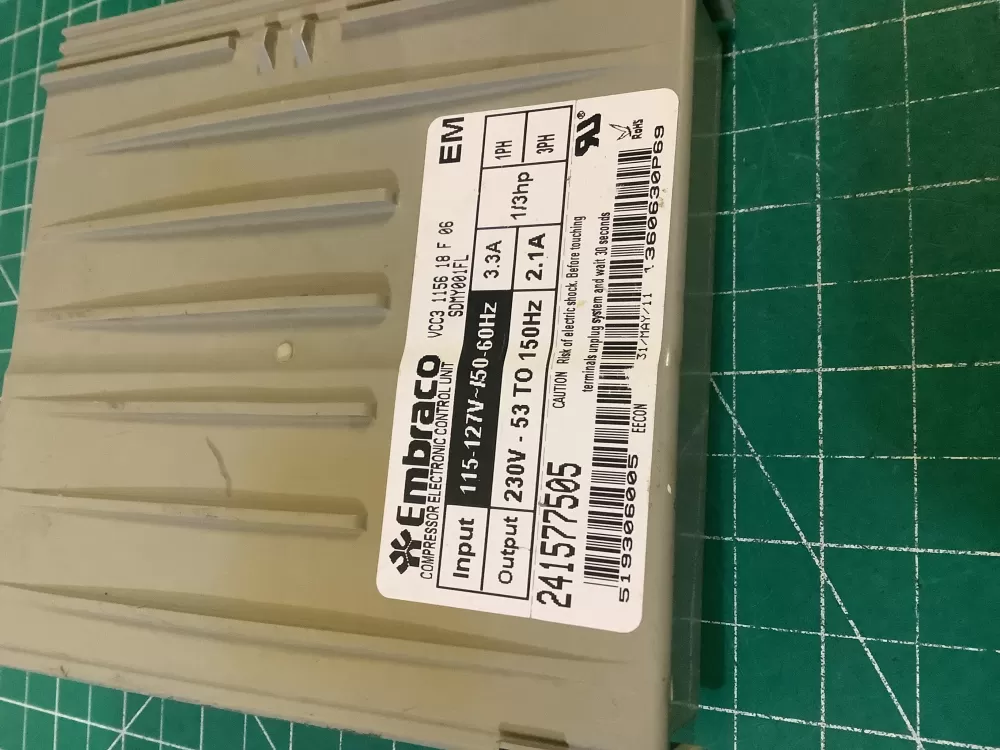 Embraco
EM
COMPRESSOR ELECTRONIC CONTROL UNIT
VCC3 1156 18 F 06
SDMY001FL
Input 115-127V~/50-60Hz 3.3A 1/3hp 1PH
Output 230V - 53 TO 150Hz 2.1A 3PH
241577505
CAUTION Risk of electric shock. Before touching
terminals unplug system and wait 30 seconds
RU®
RoHS
519306005
EECON
31/MAY/11
1360630P69